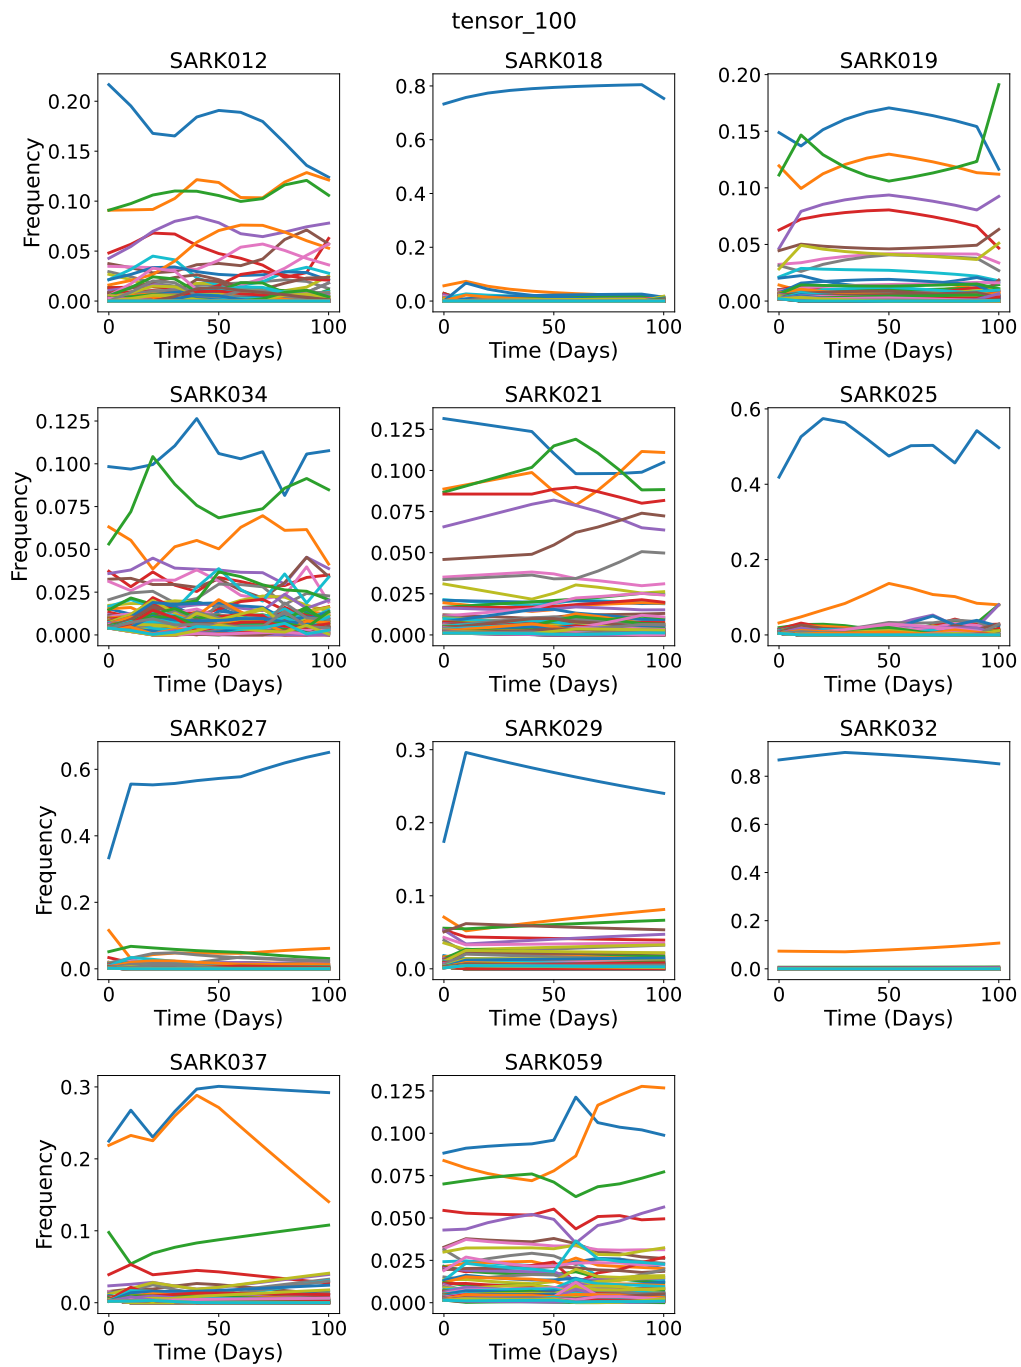 tensor_100
SARK012 SARK018 SARK019
0.20 0.8 0.20
0.15 0.6 0.15
0.10 0.4 0.10
0.05 0.2 0.05
0.00 0.0 0.00
Frequency
0 50 100 0 50 100 0 50 100
Time (Days) Time (Days) Time (Days)
SARK034 SARK021 SARK025
0.125 0.125 0.6
0.100 0.100 0.4
0.075 0.075 0.2
0.050 0.050 0.0
0.025 0.025
0.000 0.000
Frequency
0 50 100 0 50 100 0 50 100
Time (Days) Time (Days) Time (Days)
SARK027 SARK029 SARK032
0.6 0.3 0.8
0.4 0.2 0.6
0.2 0.1 0.4
0.0 0.0 0.2
0.0
Frequency
0 50 100 0 50 100 0 50 100
Time (Days) Time (Days) Time (Days)
SARK037 SARK059
0.3 0.125
0.2 0.100
0.1 0.075
0.0 0.050
0.025
0.000
Frequency
0 50 100 0 50 100
Time (Days) Time (Days)